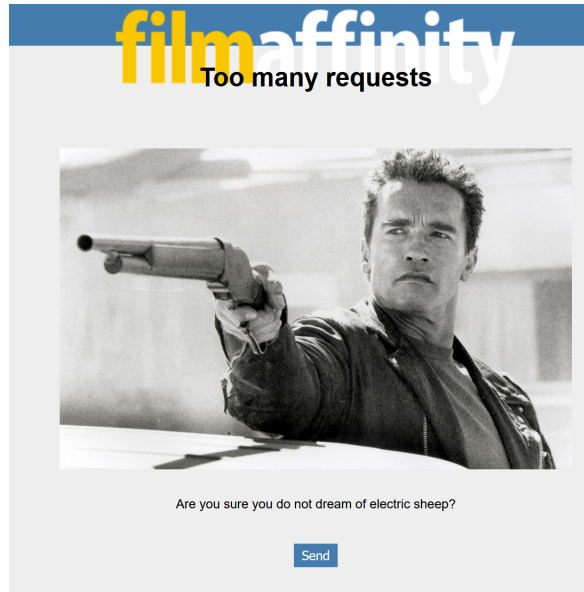 filmaffinity
Too many requests
Are you sure you do not dream of electric sheep?
Send